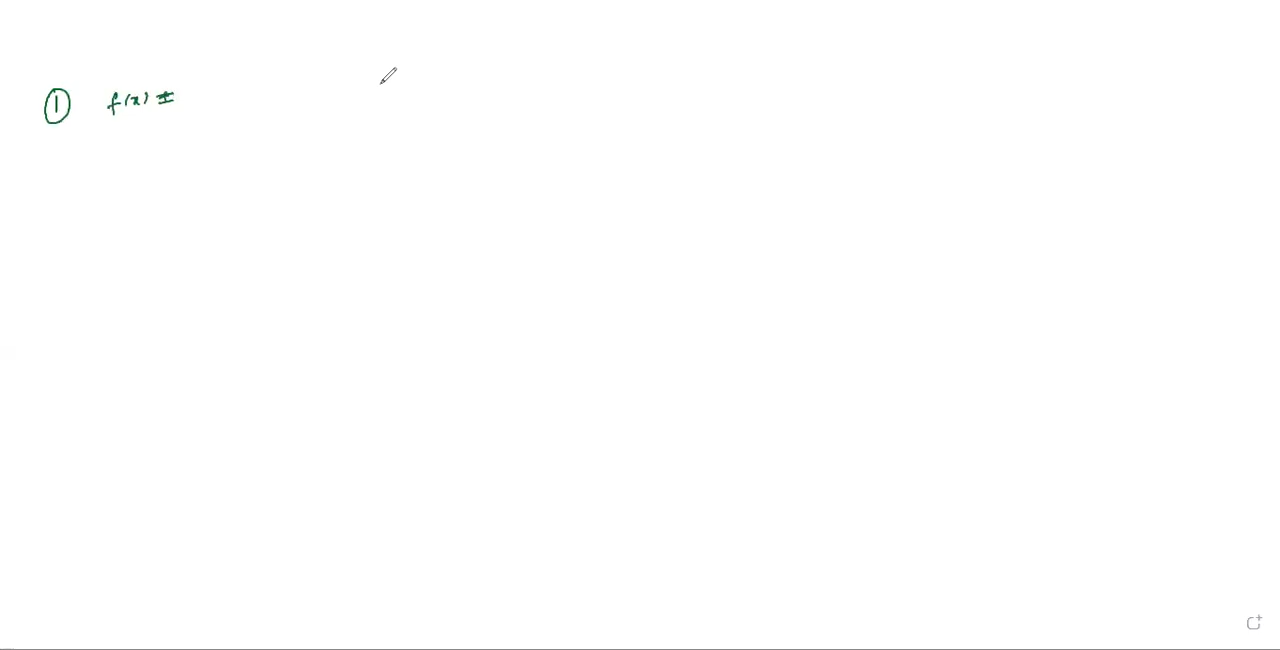 ① f(x) ±